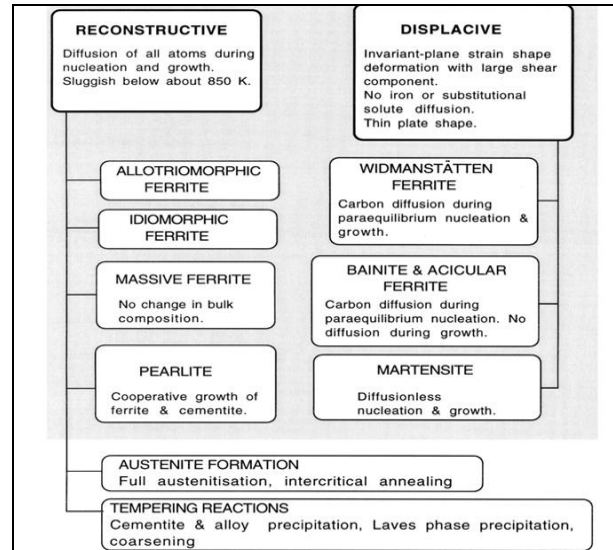 RECONSTRUCTIVE
Diffusion of all atoms during
nucleation and growth.
Sluggish below about 850 K.
DISPLACIVE
Invariant-plane strain shape
deformation with large shear
component.
No iron or substitutional
solute diffusion.
Thin plate shape.
ALLOTRIOMORPHIC
FERRITE
IDIOMORPHIC
FERRITE
MASSIVE FERRITE
No change in bulk
composition.
PEARLITE
Cooperative growth of
ferrite & cementite.
WIDMANSTÄTTEN
FERRITE
Carbon diffusion during
paraequilibrium nucleation &
growth.
BAINITE & ACICULAR
FERRITE
Carbon diffusion during
paraequilibrium nucleation. No
diffusion during growth.
MARTENSITE
Diffusionless
nucleation & growth.
AUSTENITE FORMATION
Full austenitisation, intercritical annealing
TEMPERING REACTIONS
Cementite & alloy precipitation, Laves phase precipitation,
coarsening